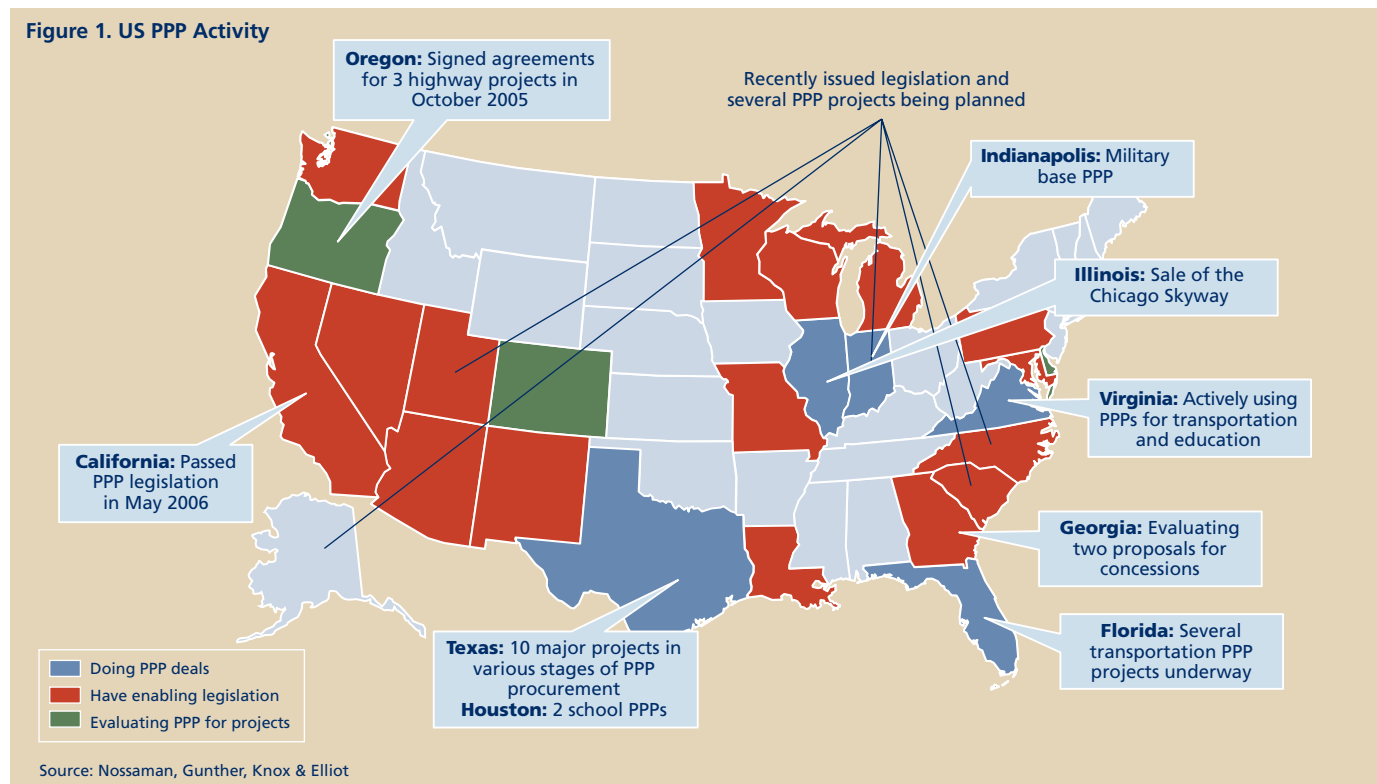 Figure 1. US PPP Activity
Oregon: Signed agreements
for 3 highway projects in
October 2005
Recently issued legislation and
several PPP projects being planned
Indianapolis: Military
base PPP
Illinois: Sale of the
Chicago Skyway
Virginia: Actively using
PPPs for transportation
and education
California: Passed
PPP legislation
in May 2006
Georgia: Evaluating
two proposals for
concessions
Florida: Several
transportation PPP
projects underway
Texas: 10 major projects in
various stages of PPP
procurement
Houston: 2 school PPPs
Doing PPP deals
Have enabling legislation
Evaluating PPP for projects
Source: Nossaman, Gunther, Knox & Elliot